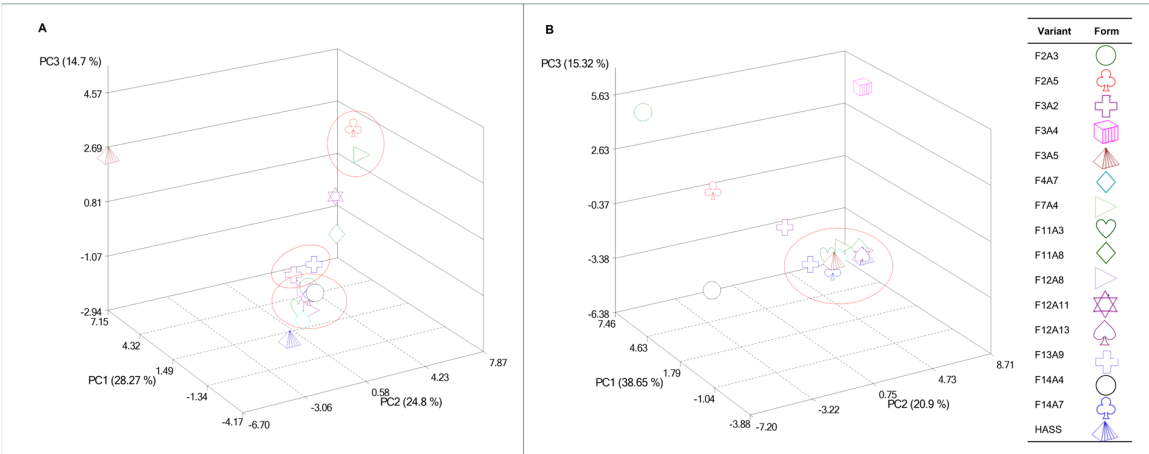 A
PC3 (14.7 %)
4.57
2.69
0.81
-1.07
-2.94
7.15
4.32
1.49
PC1 (28.27 %)
-1.34
-4.17
-6.70
-3.06
0.58
PC2 (24.8 %)
4.23
7.87
B
PC3 (15.32 %)
5.63
2.63
-0.37
-3.38
-6.38
7.46
4.63
1.79
PC1 (38.65 %)
-1.04
-3.88
-7.20
-3.22
0.75
PC2 (20.9 %)
4.73
8.71
Variant Form
F2A3
F2A5
F3A2
F3A4
F3A5
F4A7
F7A4
F11A3
F11A8
F12A8
F12A11
F12A13
F13A9
F14A4
F14A7
HASS